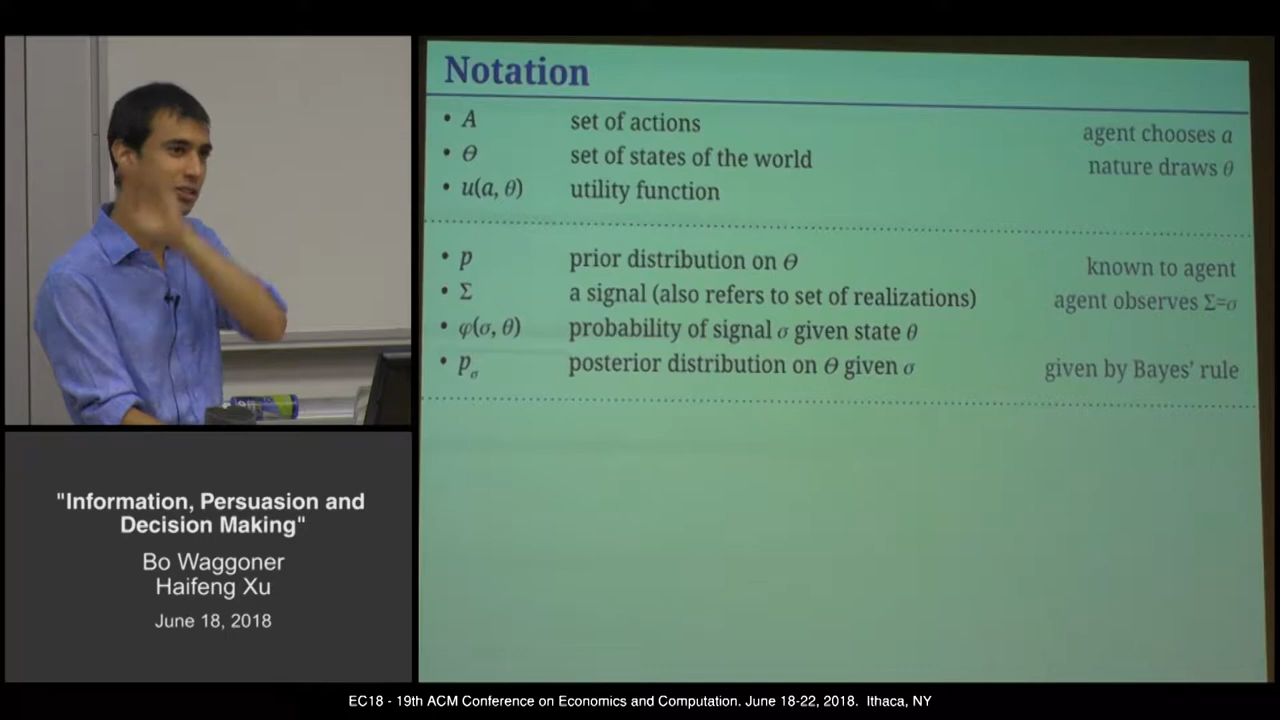 Notation
• A set of actions agent chooses a
• Θ set of states of the world nature draws θ
• u(a, θ) utility function
• p prior distribution on Θ known to agent
• Σ a signal (also refers to set of realizations) agent observes Σ=σ
• φ(σ, θ) probability of signal σ given state θ
• pσ posterior distribution on Θ given σ given by Bayes' rule
"Information, Persuasion and
Decision Making"
Bo Waggoner
Haifeng Xu
June 18, 2018
EC18 - 19th ACM Conference on Economics and Computation. June 18-22, 2018. Ithaca, NY